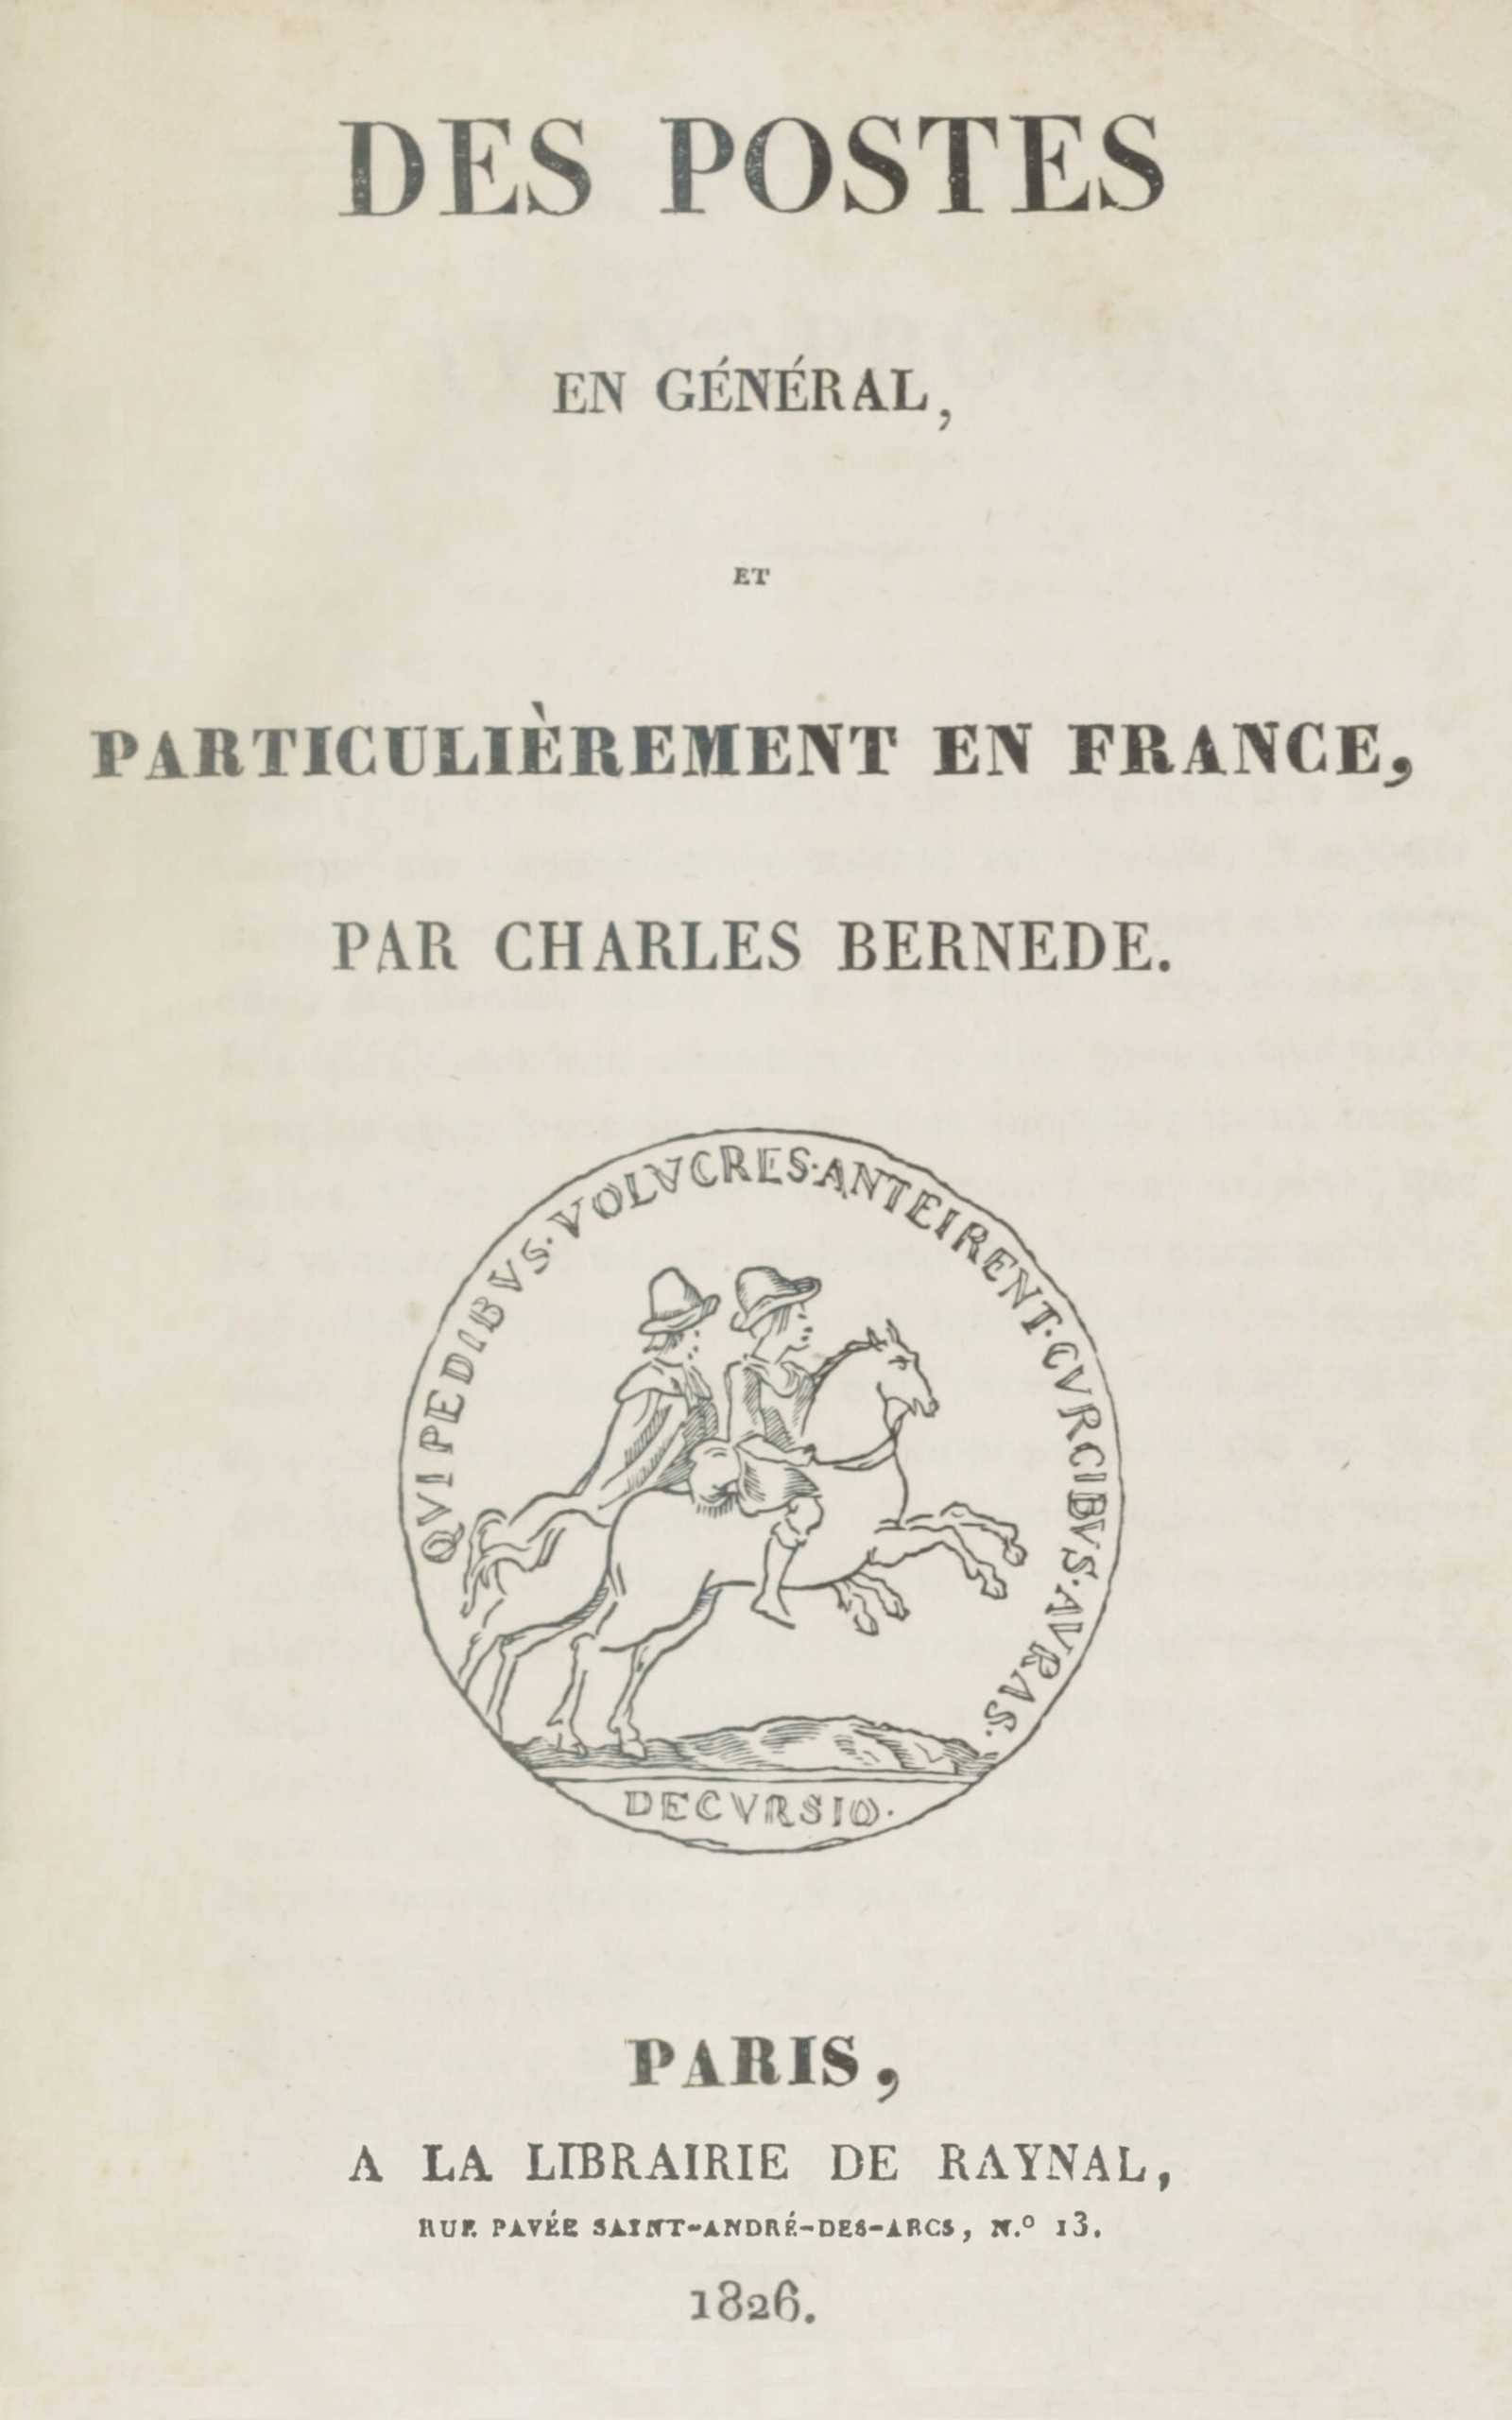 DES POSTES
EN GÉNÉRAL,
ET
PARTICULIÈREMENT EN FRANCE,
PAR CHARLES BERNEDE.
QVI PEDIBVS·VOLVCRES·ANTEIRENT·CVRCIBVS·AVRAS·
DECVRSIO·
PARIS,
A LA LIBRAIRIE DE RAYNAL,
RUE PAVÉE SAINT-ANDRÉ-DES-ARCS, N.º 13.
1826.